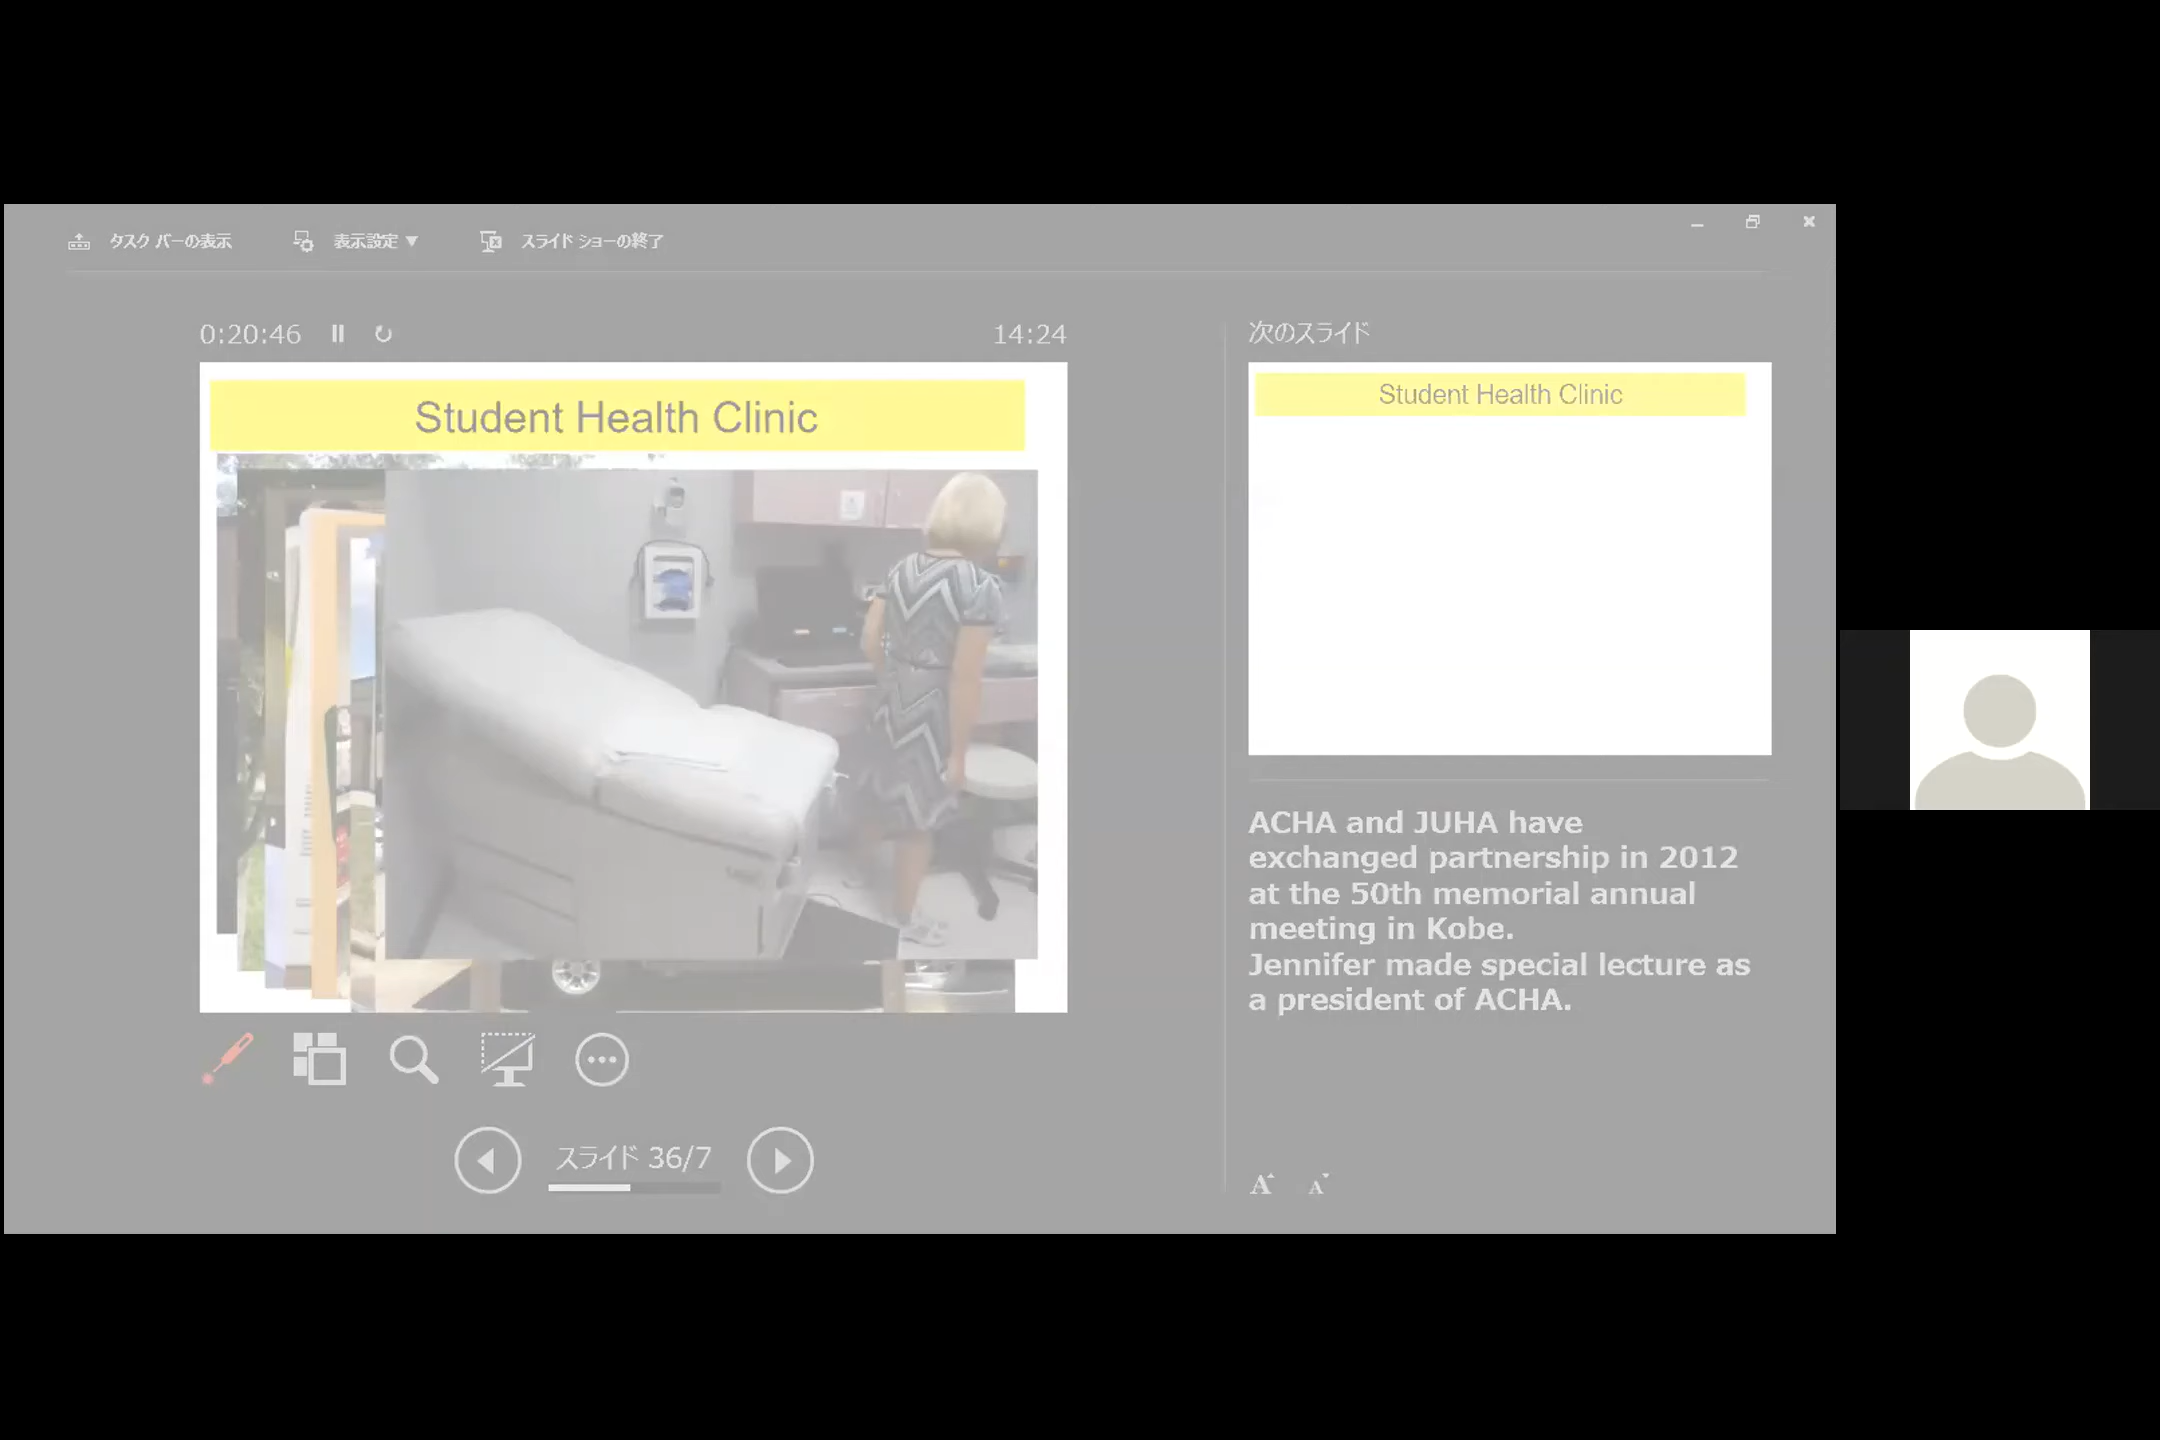 タスク バーの表示
表示設定 ▼
スライド ショーの終了
0:20:46
14:24
Student Health Clinic
スライド 36/7
次のスライド
Student Health Clinic
ACHA and JUHA have
exchanged partnership in 2012
at the 50th memorial annual
meeting in Kobe.
Jennifer made special lecture as
a president of ACHA.
A A